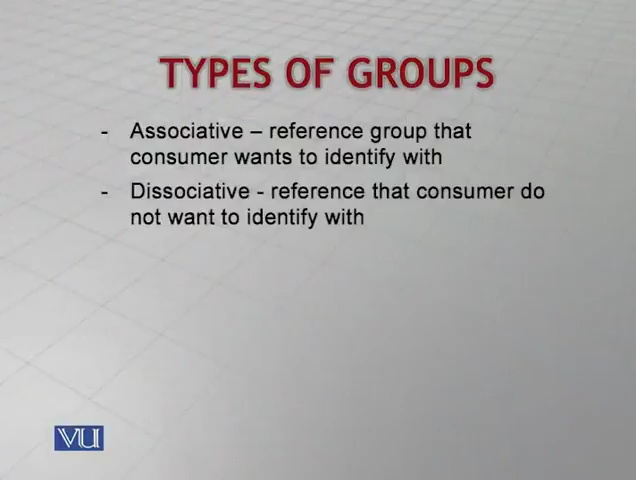 TYPES OF GROUPS
- Associative – reference group that
consumer wants to identify with
- Dissociative - reference that consumer do
not want to identify with
VU